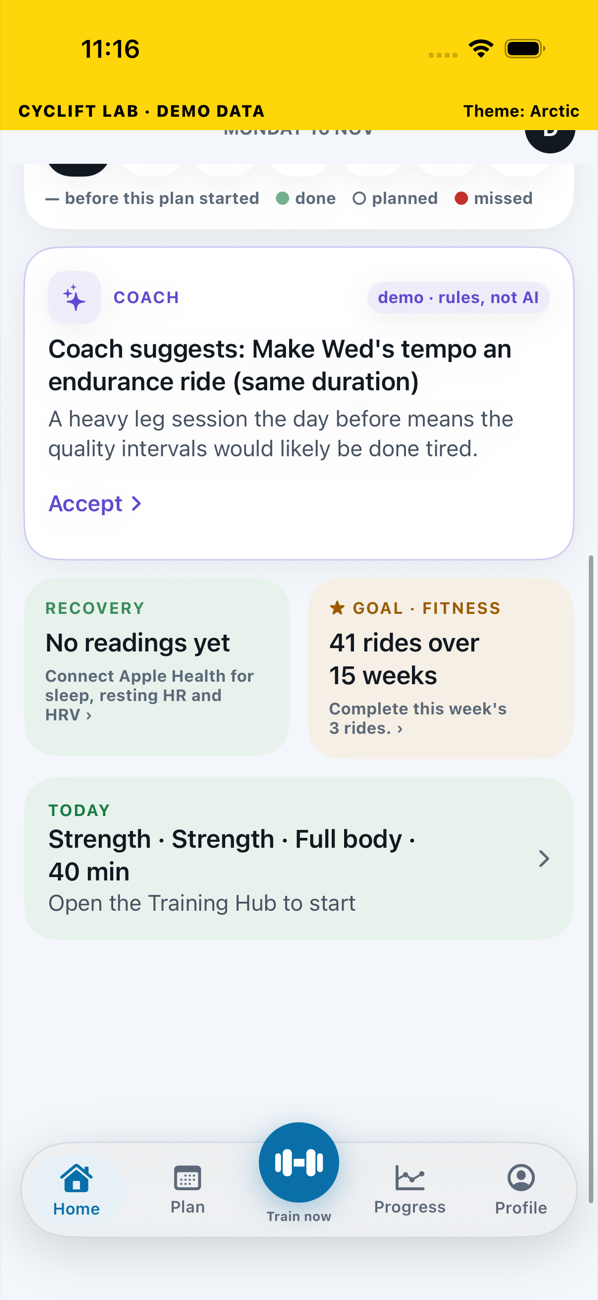 11:16
CYCLIFT LAB · DEMO DATA
Theme: Arctic
— before this plan started
done
planned
missed
COACH
demo · rules, not AI
Coach suggests: Make Wed's tempo an
endurance ride (same duration)
A heavy leg session the day before means the
quality intervals would likely be done tired.
Accept >
RECOVERY
No readings yet
Connect Apple Health for
sleep, resting HR and
HRV ›
★ GOAL · FITNESS
41 rides over
15 weeks
Complete this week's
3 rides. ›
TODAY
Strength · Strength · Full body ·
40 min
Open the Training Hub to start
Home
Plan
Train now
Progress
Profile